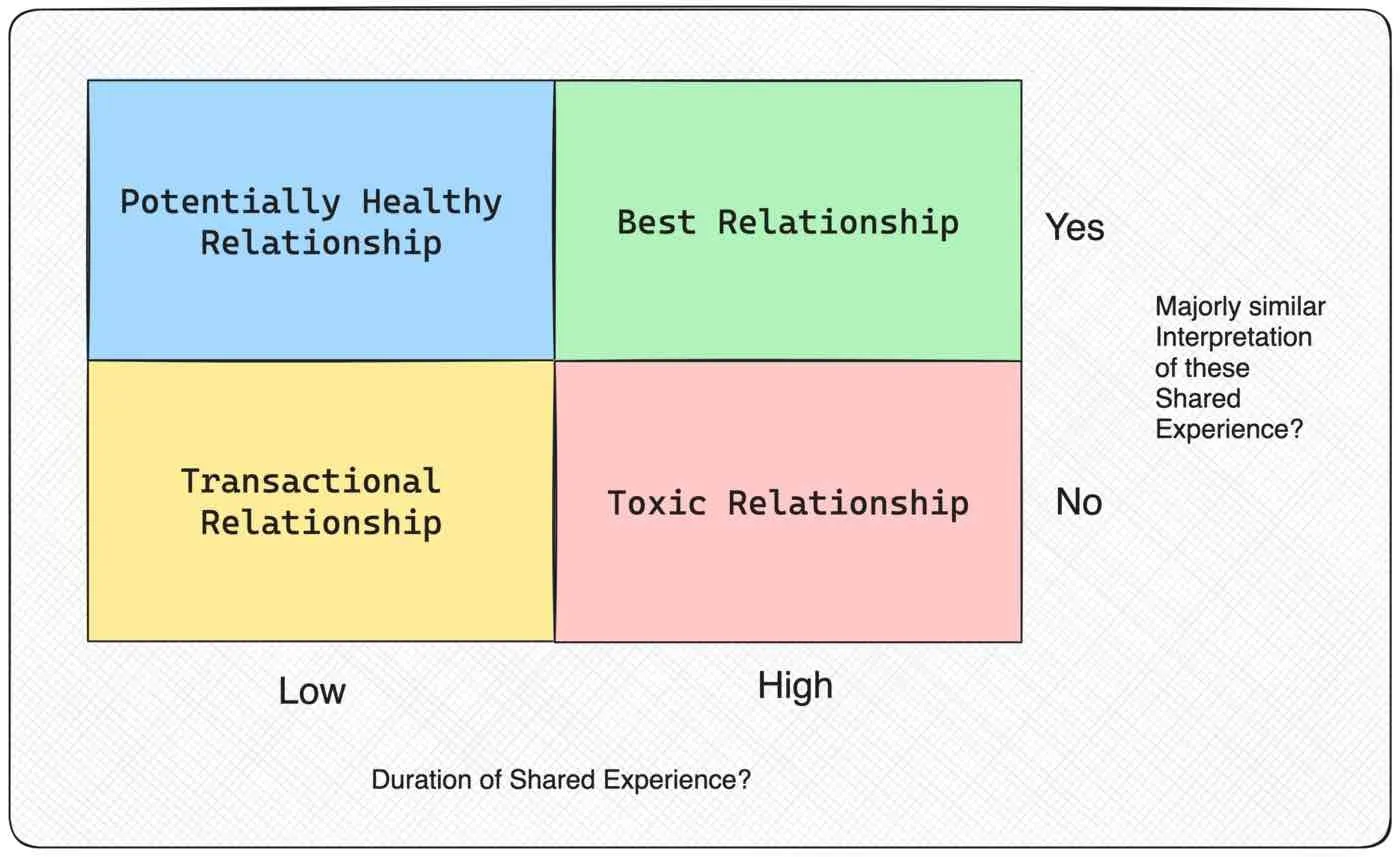 Potentially Healthy
Relationship
Best Relationship
Yes
Majorly similar
Interpretation
of these
Shared
Experience?
Transactional
Relationship
Toxic Relationship
No
Low
High
Duration of Shared Experience?